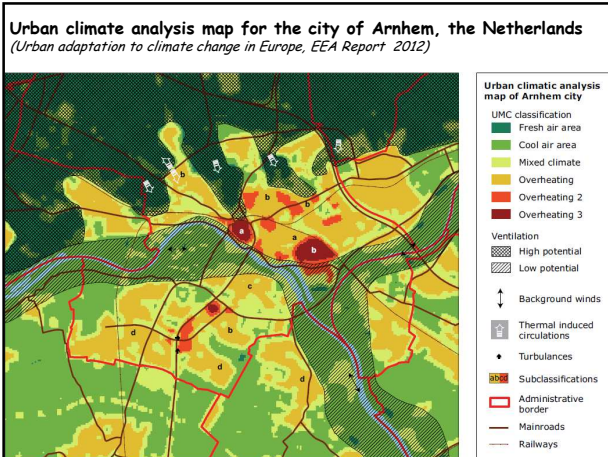 Urban climate analysis map for the city of Arnhem, the Netherlands
(Urban adaptation to climate change in Europe, EEA Report 2012)
b
b
b
a
a
b
c
d
b
d
d
Urban climatic analysis
map of Arnhem city
UMC classification
Fresh air area
Cool air area
Mixed climate
Overheating
Overheating 2
Overheating 3
Ventilation
High potential
Low potential
Background winds
Thermal induced
circulations
Turbulances
abcd Subclassifications
Administrative
border
Mainroads
Railways